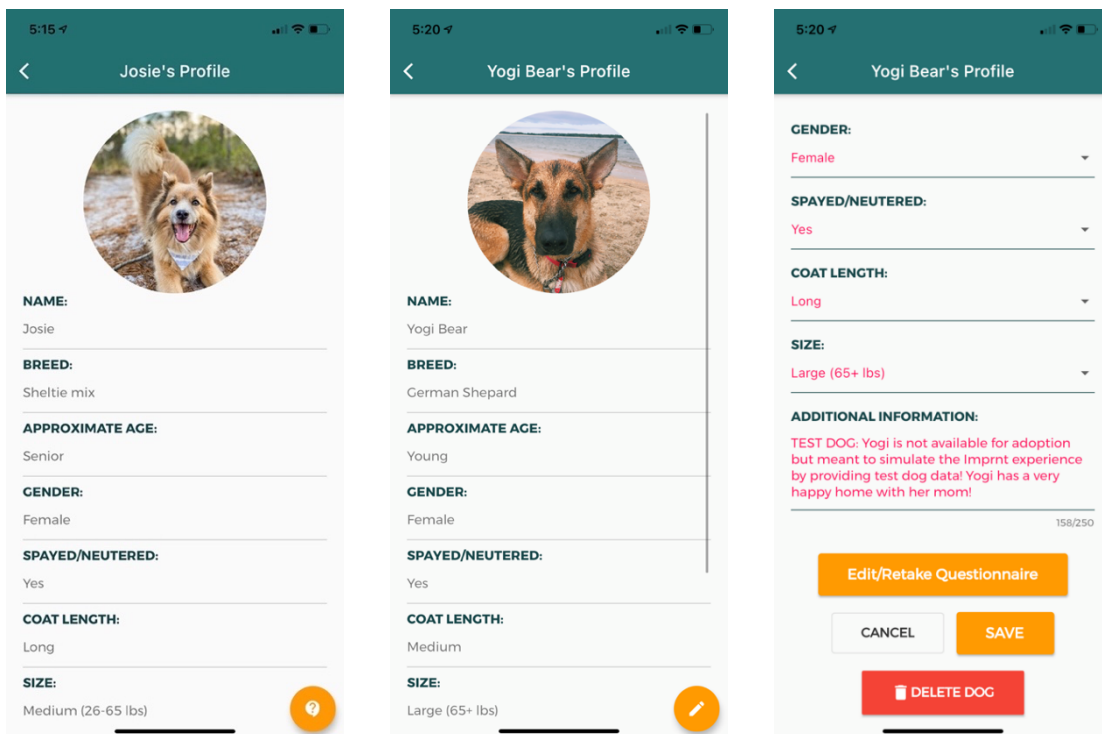 5:15
Josie's Profile
NAME:
Josie
BREED:
Sheltie mix
APPROXIMATE AGE:
Senior
GENDER:
Female
SPAYED/NEUTERED:
Yes
COAT LENGTH:
Long
SIZE:
Medium (26-65 lbs)
5:20
Yogi Bear's Profile
NAME:
Yogi Bear
BREED:
German Shepard
APPROXIMATE AGE:
Young
GENDER:
Female
SPAYED/NEUTERED:
Yes
COAT LENGTH:
Medium
SIZE:
Large (65+ lbs)
5:20
Yogi Bear's Profile
GENDER:
Female
SPAYED/NEUTERED:
Yes
COAT LENGTH:
Long
SIZE:
Large (65+ lbs)
ADDITIONAL INFORMATION:
TEST DOG: Yogi is not available for adoption
but meant to simulate the Imprnt experience
by providing test dog data! Yogi has a very
happy home with her mom!
158/250
Edit/Retake Questionnaire
CANCEL
SAVE
DELETE DOG